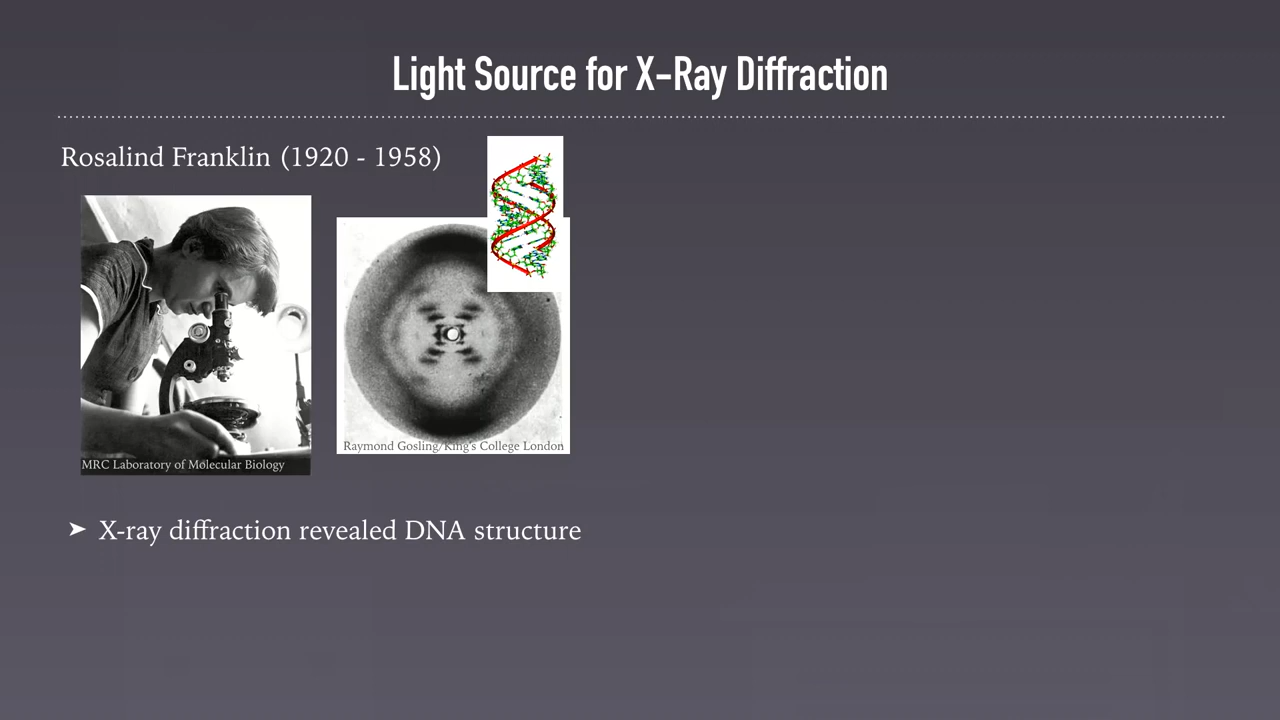 Light Source for X-Ray Diffraction
Rosalind Franklin (1920 - 1958)
Raymond Gosling/King's College London
MRC Laboratory of Molecular Biology
➤ X-ray diffraction revealed DNA structure